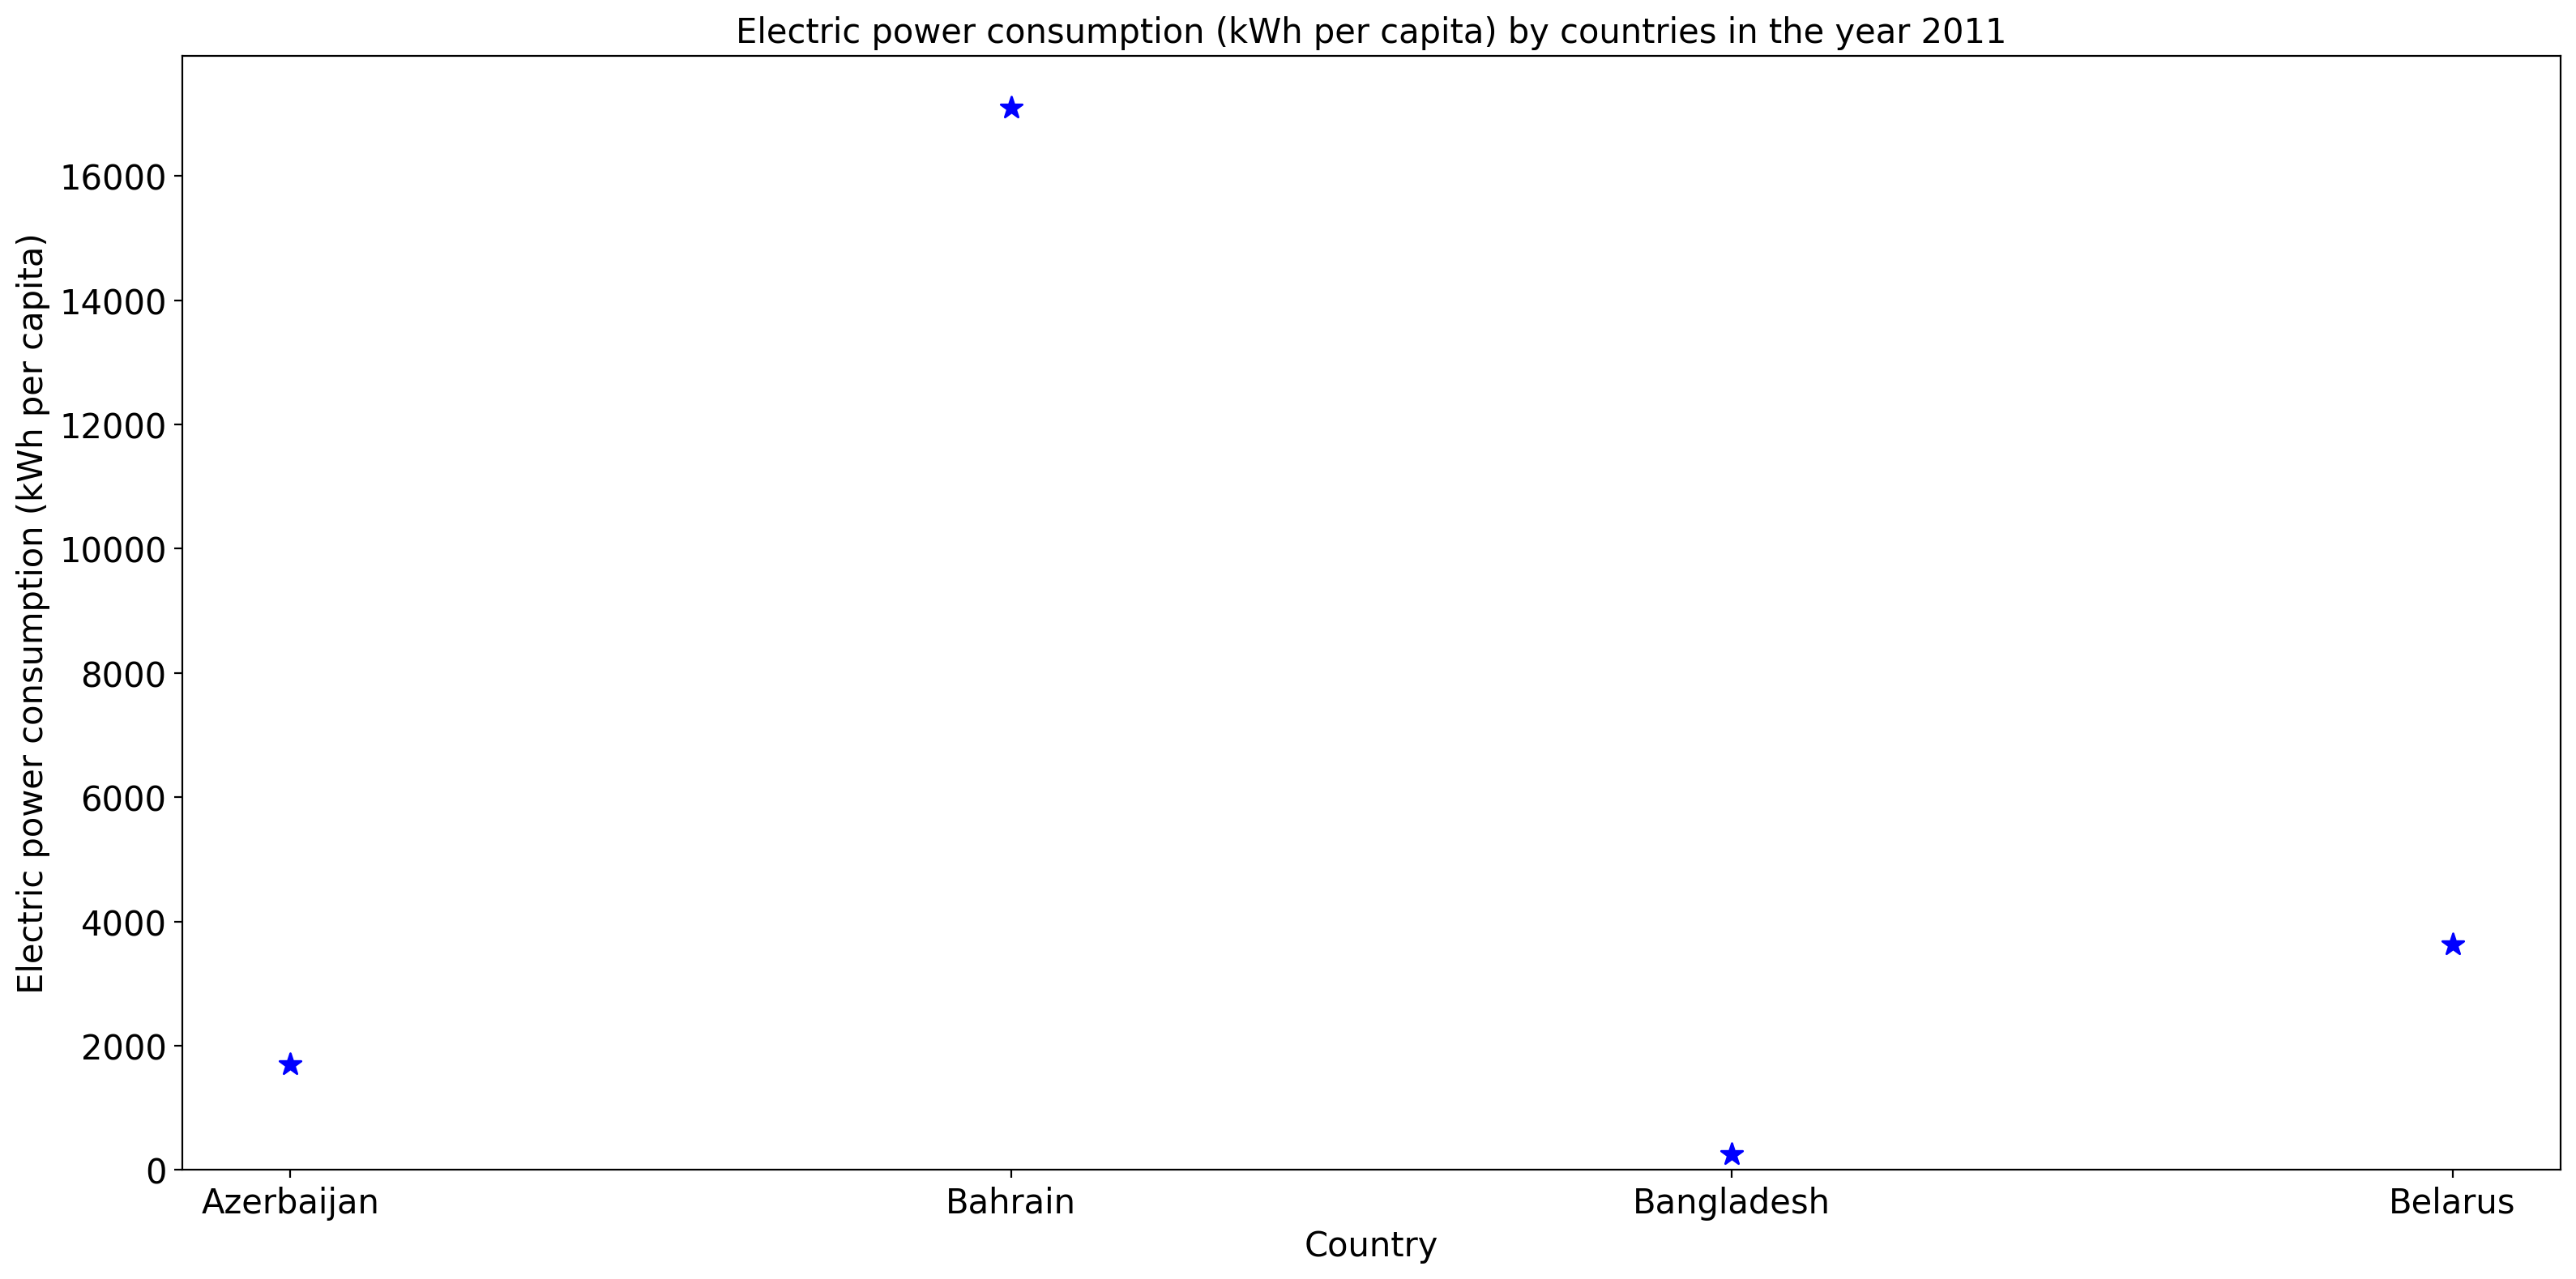 Electric power consumption (kWh per capita) by countries in the year 2011
Electric power consumption (kWh per capita)
16000
14000
12000
10000
8000
6000
4000
2000
0
Azerbaijan
Bahrain
Bangladesh
Belarus
Country